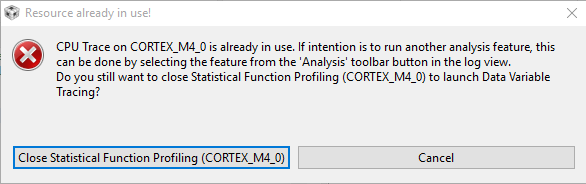 Resource already in use!
CPU Trace on CORTEX_M4_0 is already in use. If intention is to run another analysis feature, this
can be done by selecting the feature from the 'Analysis' toolbar button in the log view.
Do you still want to close Statistical Function Profiling (CORTEX_M4_0) to launch Data Variable
Tracing?
Close Statistical Function Profiling (CORTEX_M4_0)
Cancel